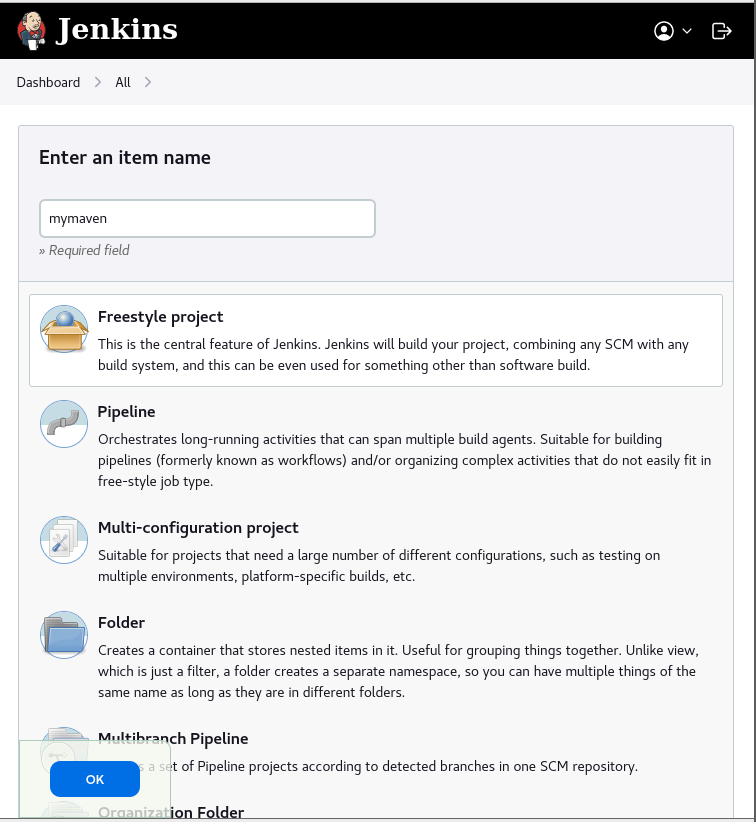 Jenkins
Dashboard
All
Enter an item name
mymaven
» Required field
Freestyle project
This is the central feature of Jenkins. Jenkins will build your project, combining any SCM with any
build system, and this can be even used for something other than software build.
Pipeline
Orchestrates long-running activities that can span multiple build agents. Suitable for building
pipelines (formerly known as workflows) and/or organizing complex activities that do not easily fit in
free-style job type.
Multi-configuration project
Suitable for projects that need a large number of different configurations, such as testing on
multiple environments, platform-specific builds, etc.
Folder
Creates a container that stores nested items in it. Useful for grouping things together. Unlike view,
which is just a filter, a folder creates a separate namespace, so you can have multiple things of the
same name as long as they are in different folders.
Multibranch Pipeline
a set of Pipeline projects according to detected branches in one SCM repository.
OK
Organization Folder